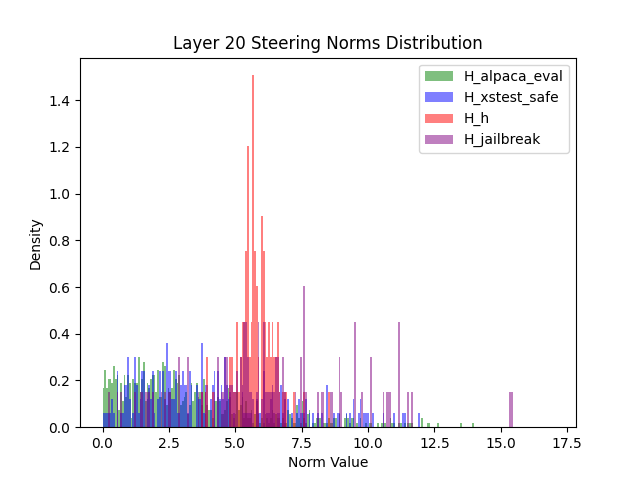 Layer 20 Steering Norms Distribution
H_alpaca_eval
H_xstest_safe
H_h
H_jailbreak
Density
1.4
1.2
1.0
0.8
0.6
0.4
0.2
0.0
0.0 2.5 5.0 7.5 10.0 12.5 15.0 17.5
Norm Value